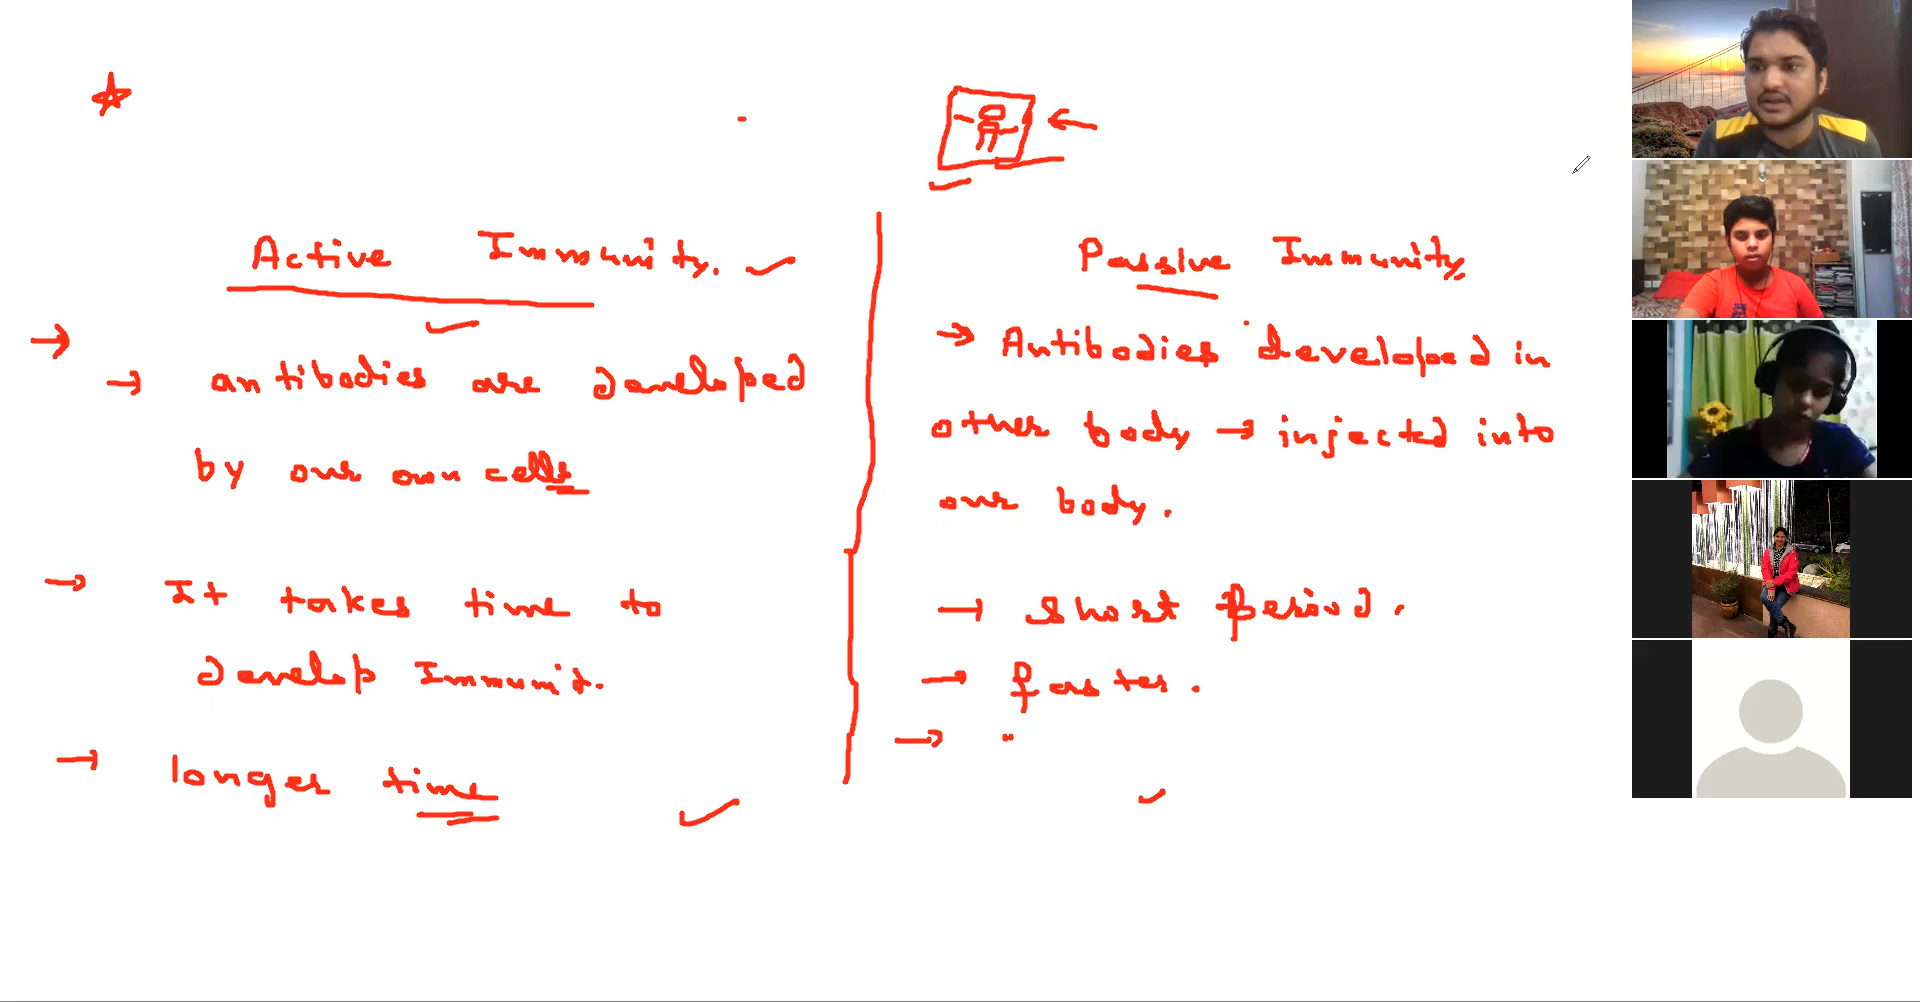 Active Immunity.
→ antibodies are developed
by our own cells
→ It takes time to
develop Immunit.
→ longer time
Passive Immunity
→ Antibodies developed in
other body → injected into
our body.
→ Short period.
→ faster.
→ "